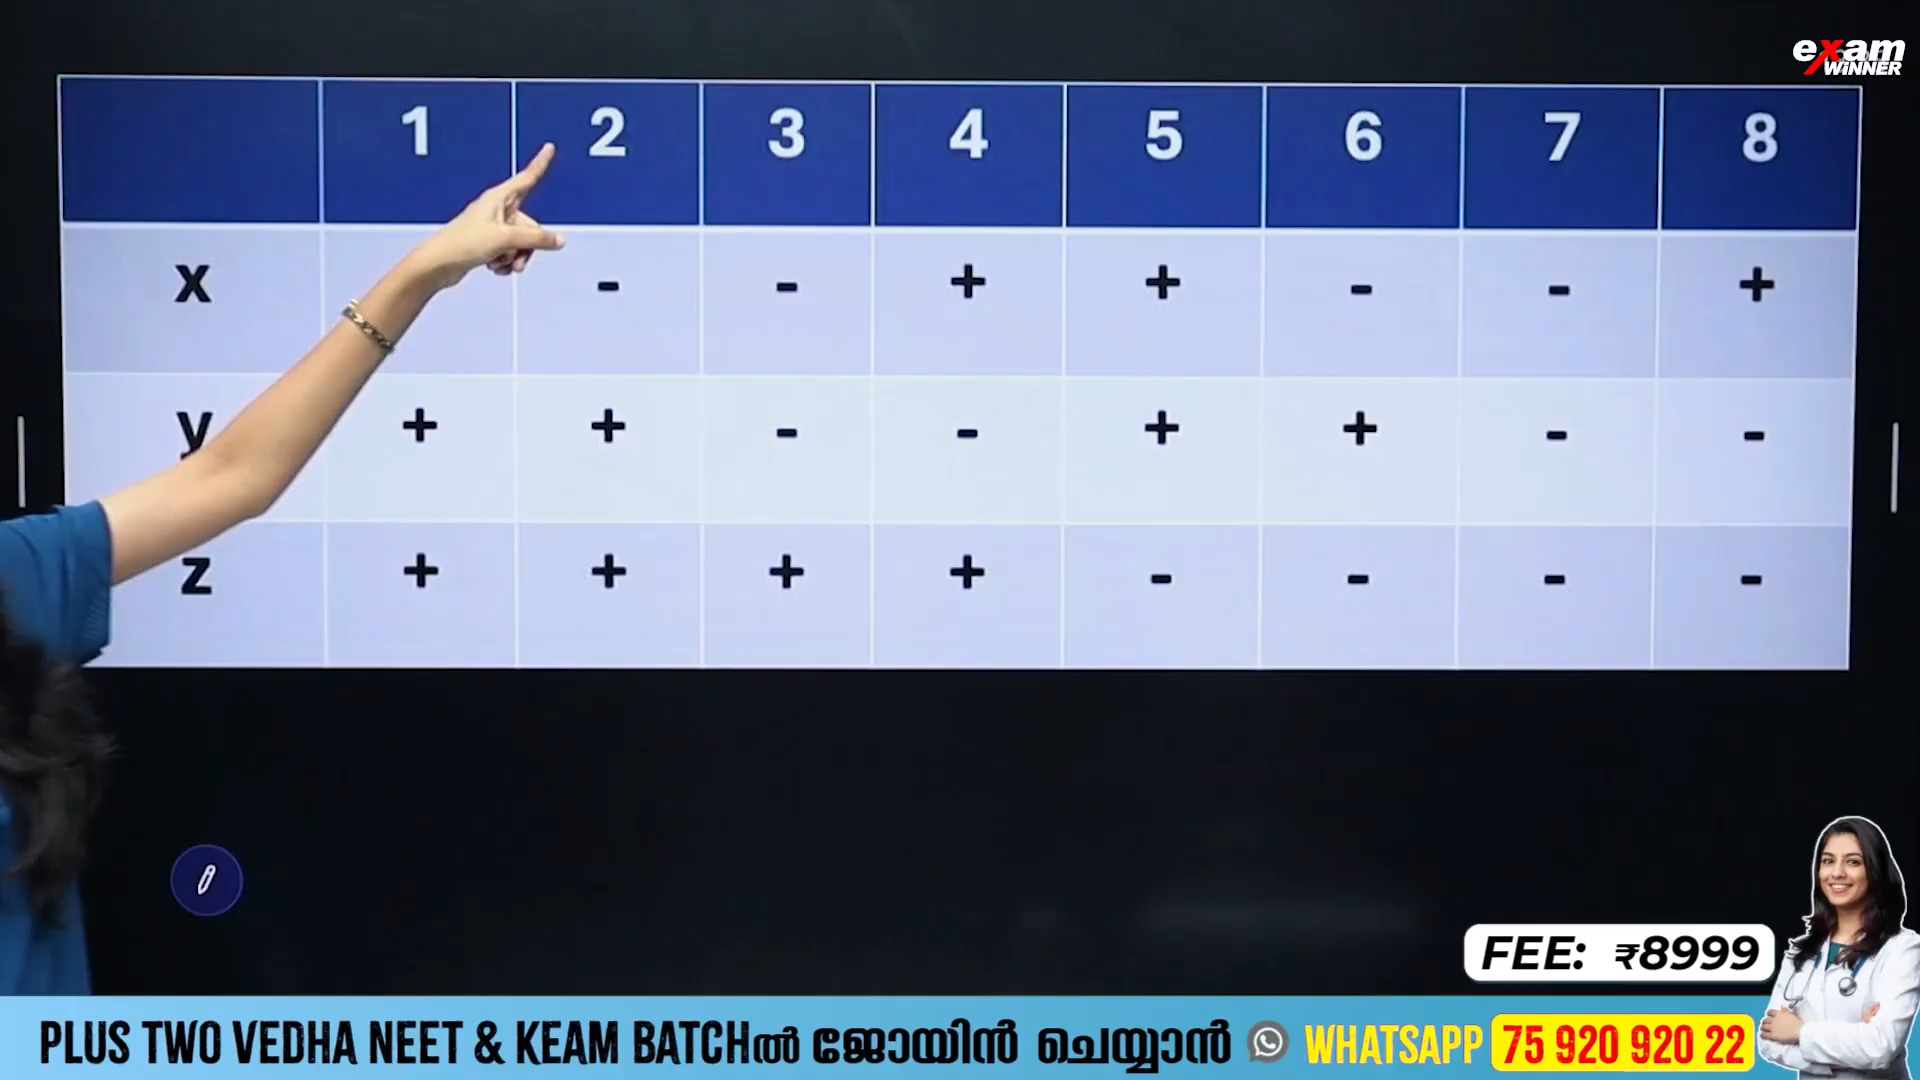 exam
WINNER
1 2 3 4 5 6 7 8
x - - + + - - +
y + + - - + + - -
z + + + + - - - -
FEE: ₹8999
PLUS TWO VEDHA NEET & KEAM BATCHൽ ജോയിൻ ചെയ്യാൻ WHATSAPP 75 920 920 22